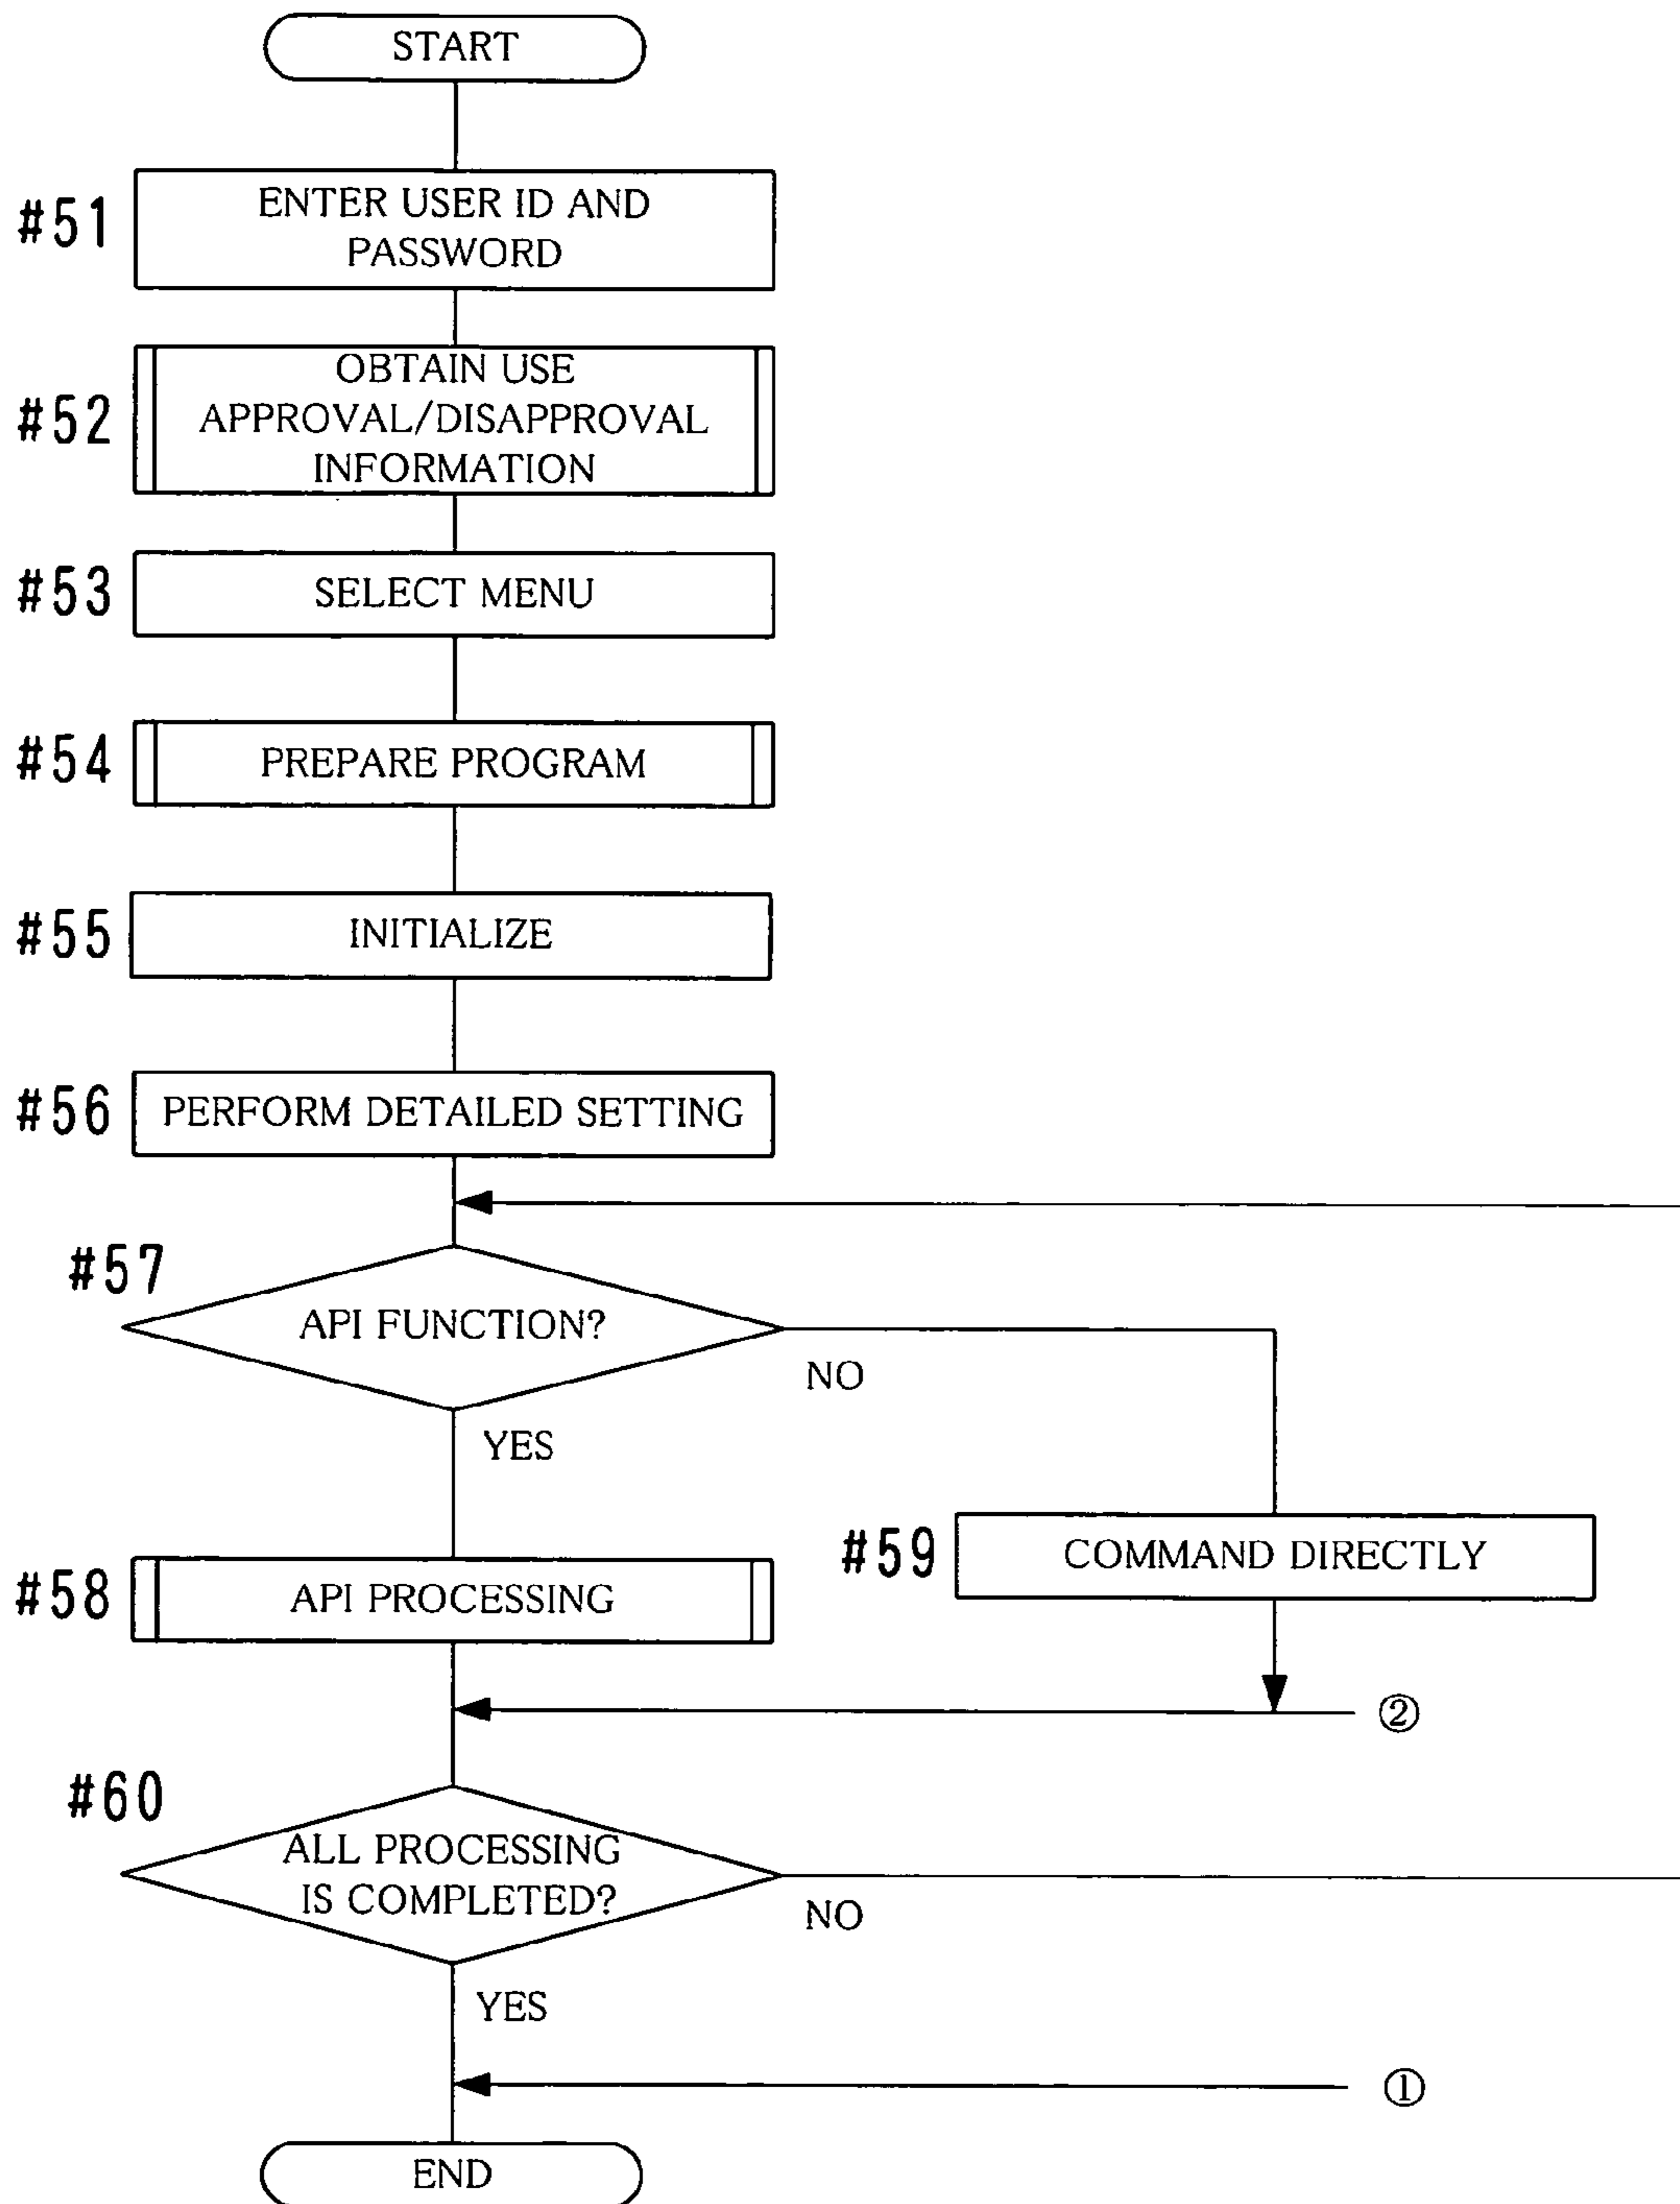 START
#51
ENTER USER ID AND
PASSWORD
#52
OBTAIN USE
APPROVAL/DISAPPROVAL
INFORMATION
#53
SELECT MENU
#54
PREPARE PROGRAM
#55
INITIALIZE
#56
PERFORM DETAILED SETTING
#57
API FUNCTION?
NO
YES
#59
COMMAND DIRECTLY
#58
API PROCESSING
②
#60
ALL PROCESSING
IS COMPLETED?
NO
YES
①
END